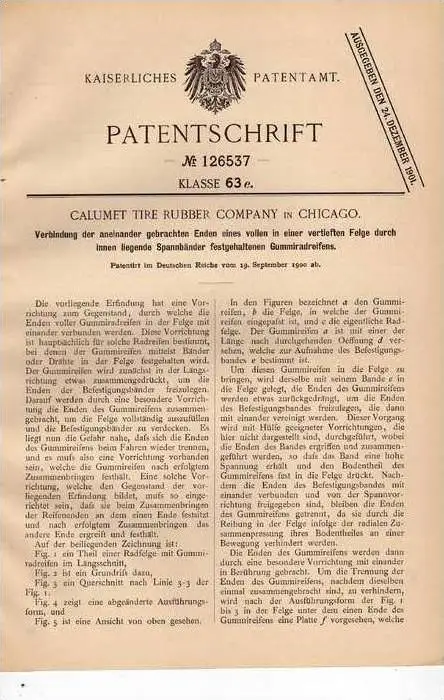 KAISERLICHES PATENTAMT.
AUSGEGEBEN DEN 24. DEZEMBER 1901.
PATENTSCHRIFT
№ 126537
KLASSE 63 e.
CALUMET TIRE RUBBER COMPANY IN CHICAGO.
Verbindung der aneinander gebrachten Enden eines vollen in einer vertieften Felge durch
innen liegende Spannbänder festgehaltenen Gummiradreifens.
Patentirt im Deutschen Reiche vom 19. September 1900 ab.
Die vorliegende Erfindung hat eine Vor-
richtung zum Gegenstand, durch welche die
Enden voller Gummiradreifen in der Felge mit
einander verbunden werden. Diese Vorrichtung
ist hauptsächlich für solche Radreifen bestimmt,
bei denen der Gummireifen mittelst Bänder
oder Drähte in der Felge festgehalten wird.
Der Gummireifen wird zunächst in der Längs-
richtung etwas zusammengedrückt, um die
Enden der Befestigungsbänder freizulegen.
Darauf werden durch eine besondere Vorrich-
tung die Enden des Gummireifens zusammen-
gebracht, um die Felge vollständig auszufüllen
und die Befestigungsbänder zu verdecken. Es
liegt nun die Gefahr nahe, dafs sich die Enden
des Gummireifens beim Fahren wieder trennen,
und es mufs noch eine Vorrichtung vorhanden
sein, welche die Gummireifen nach erfolgtem
Zusammenbringen festhält. Eine solche Vor-
richtung, welche den Gegenstand der vor-
liegenden Erfindung bildet, mufs so einge-
richtet sein, dafs sie beim Zusammenbringen
der Reifenenden an dem einen Ende festsitzt
und nach erfolgtem Zusammenbringen das
andere Ende ergreift und festhält.
Auf der beiliegenden Zeichnung ist:
Fig. 1 ein Theil einer Radfelge mit Gummi-
radreifen im Längsschnitt,
Fig. 2 ist ein Grundrifs dazu,
Fig. 3 ein Querschnitt nach Linie 3-3 der
Fig. 1.
Fig. 4 zeigt eine abgeänderte Ausführungs-
form, und
Fig. 5 ist eine Ansicht von oben gesehen.
In den Figuren bezeichnet a den Gummi-
reifen, b die Felge, in welche der Gummi-
reifen eingepafst ist, und c die eigentliche Rad-
felge. Der Gummireifen a ist mit einer der
Länge nach durchgehenden Oeffnung d ver-
sehen, welche zur Aufnahme des Befestigungs-
bandes e bestimmt ist.
Um diesen Gummireifen in die Felge zu
bringen, wird derselbe mit seinem Bande e in
die Felge gelegt, die Enden des Gummireifens
werden etwas zurückgedrängt, um die Enden
des Befestigungsbandes freizulegen, die dann
mit einander vereinigt werden. Dieser Vorgang
wird mit Hülfe geeigneter Vorrichtungen, die
hier nicht dargestellt sind, durchgeführt, wobei
die Enden des Bandes ergriffen und zusammen-
geführt werden, so dafs das Band eine hohe
Spannung erhält und den Bodentheil des
Gummireifens fest in die Felge drückt. Nach-
dem die Enden des Befestigungsbandes mit
einander verbunden und von der Spannvor-
richtung freigegeben sind, bleiben die Enden
des Gummireifens getrennt, da sie durch die
Reibung in der Felge infolge der radialen Zu-
sammenpressung ihres Bodentheiles an einer
Bewegung verhindert werden.
Die Enden des Gummireifens werden dann
durch eine besondere Vorrichtung mit einander
in Berührung gebracht. Um die Trennung der
Enden des Gummireifens, nachdem dieselben
einmal zusammengebracht sind, zu verhindern,
wird nach der Ausführungsform der Fig. 1
bis 3 in der Felge unter dem einen Ende des
Gummireifens eine Platte f vorgesehen, welche